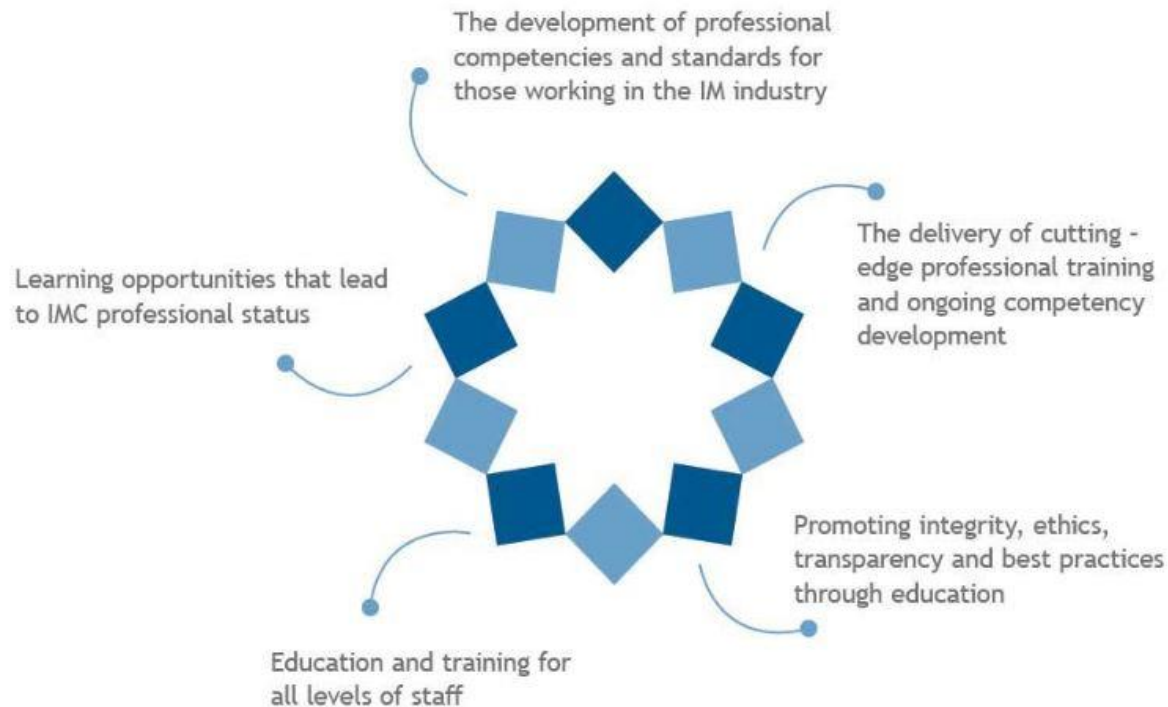 The development of professional
competencies and standards for
those working in the IM industry
The delivery of cutting -
edge professional training
and ongoing competency
development
Learning opportunities that lead
to IMC professional status
Promoting integrity, ethics,
transparency and best practices
through education
Education and training for
all levels of staff